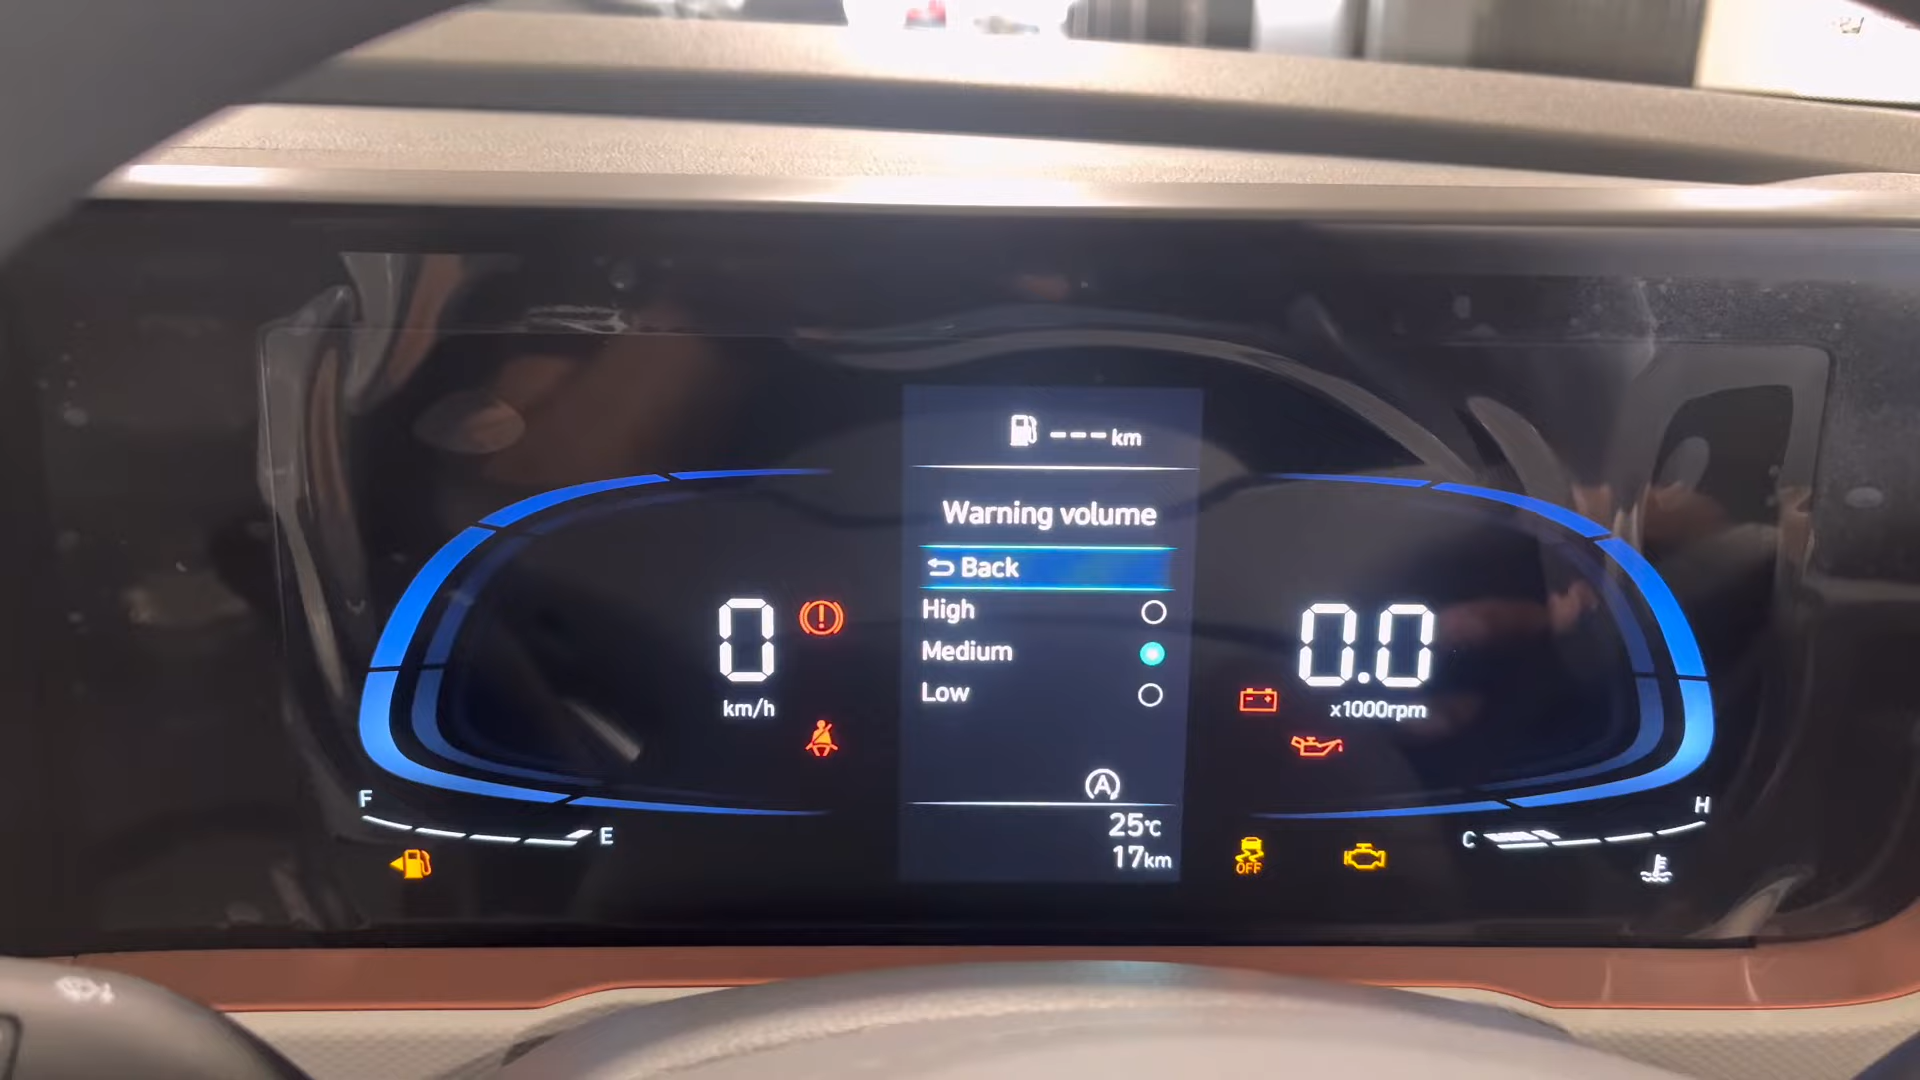 --- km
Warning volume
Back
High
Medium
Low
0
km/h
0.0
x1000rpm
A
25℃
17km
F
E
C
H
OFF